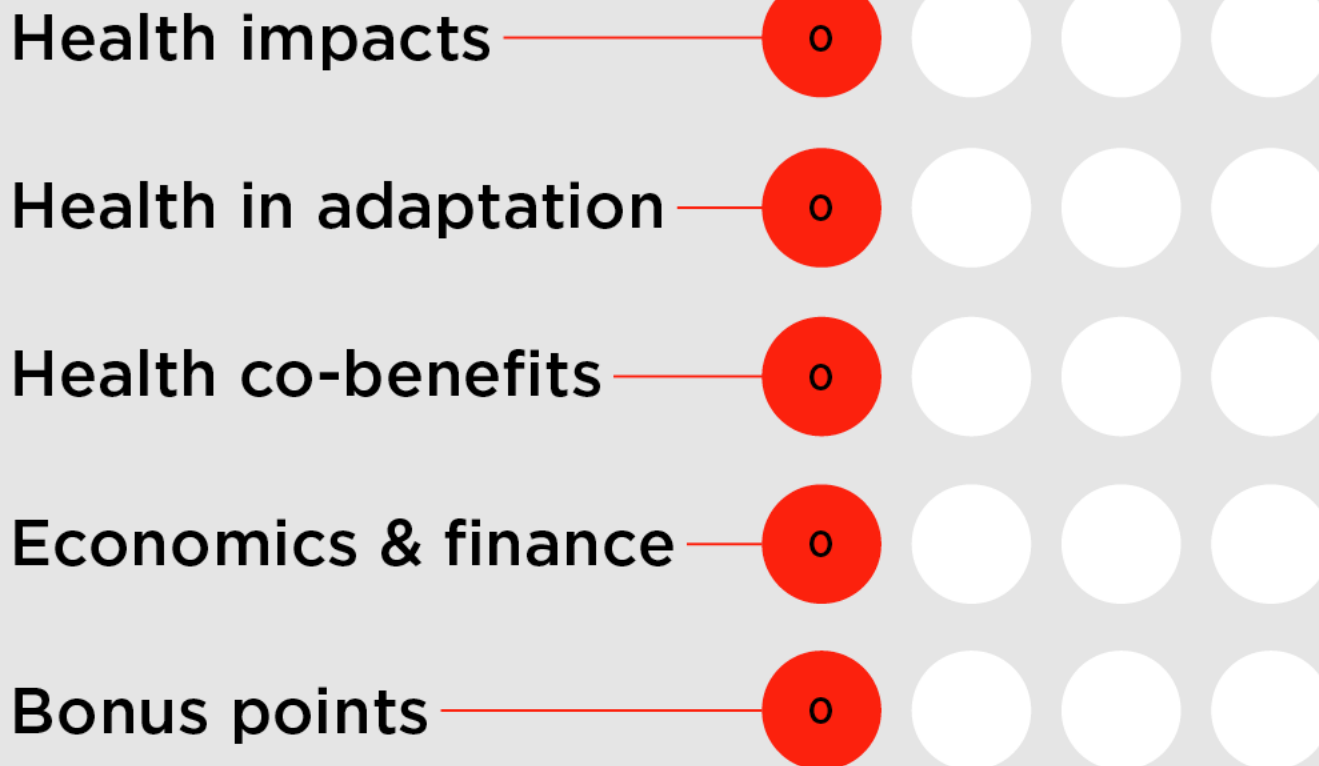 Health impacts 0
Health in adaptation 0
Health co-benefits 0
Economics & finance 0
Bonus points 0